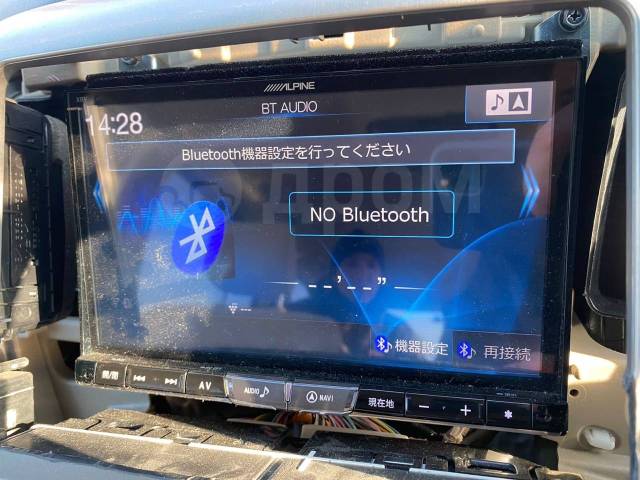 ALPINE
BT AUDIO
14:28
Bluetooth機器設定を行ってください
NO Bluetooth
дром
--'--"
機器設定 再接続
AV AUDIO NAVI 現在地 − + ✱